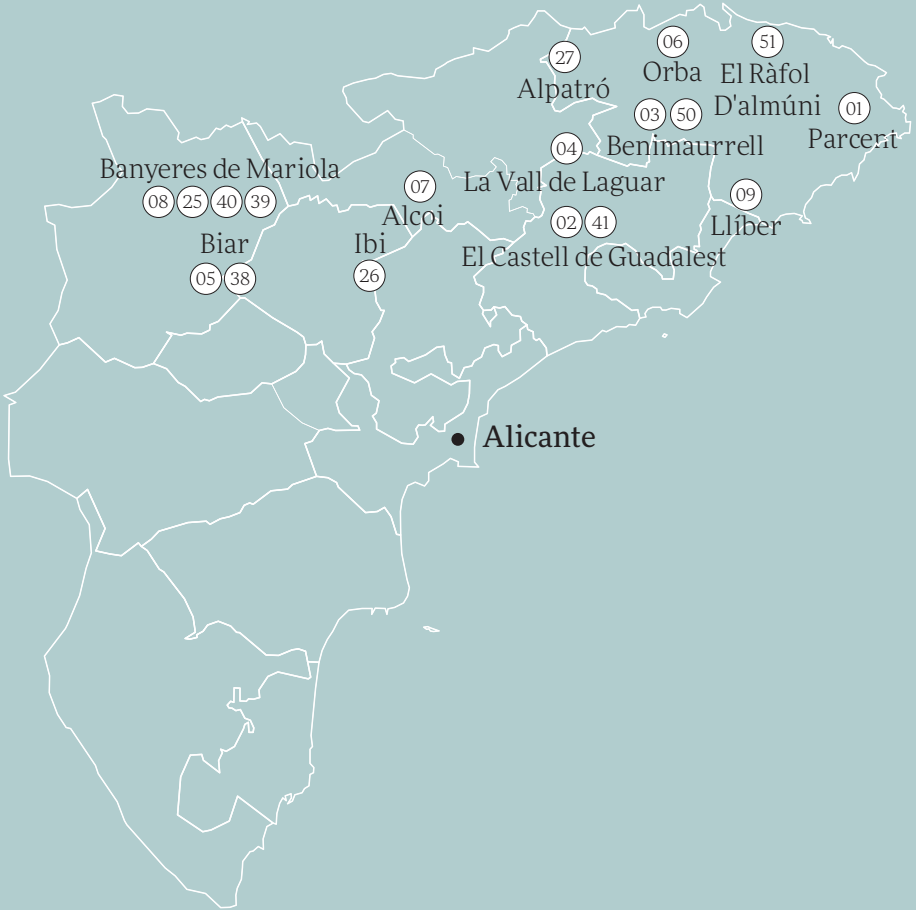 06
51
27
Orba
El Ràfol
D'almúni
Alpatró
01
Parcent
03 50
Benimaurrell
04
La Vall de Laguar
Banyeres de Mariola
08 25 40 39
07
Alcoi
09
Llíber
02 41
El Castell de Guadalest
Biar
05 38
Ibi
26
Alicante